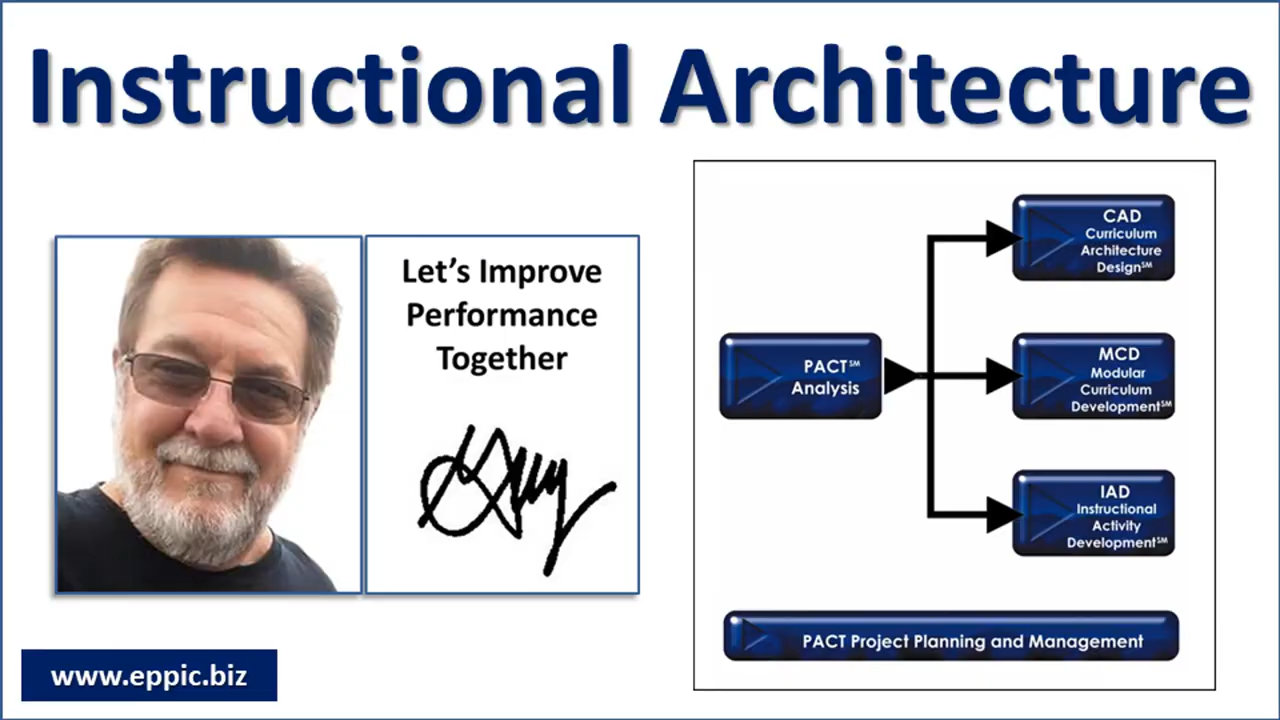 Instructional Architecture
Let's Improve
Performance
Together
Guy
www.eppic.biz
PACT℠
Analysis
CAD
Curriculum
Architecture
Design℠
MCD
Modular
Curriculum
Development℠
IAD
Instructional
Activity
Development℠
PACT Project Planning and Management